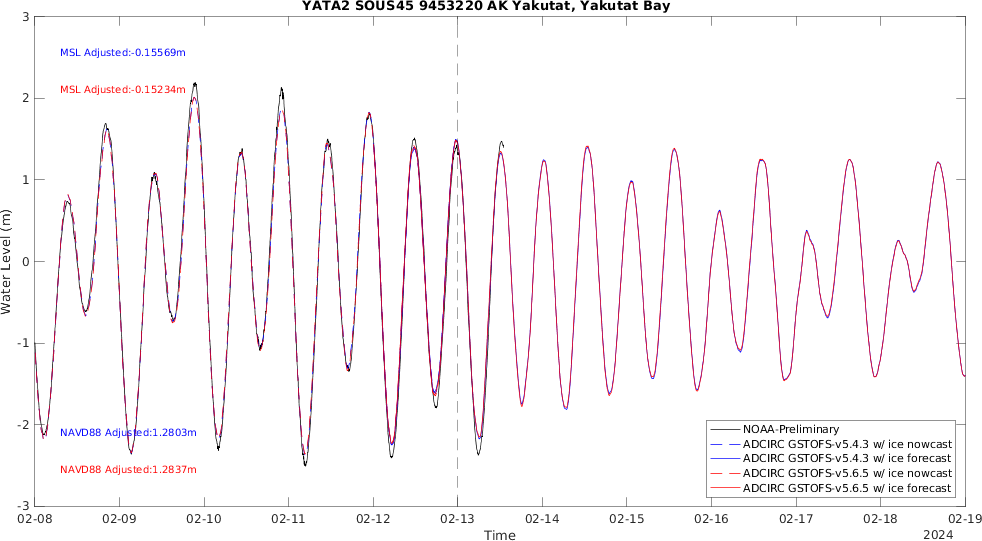 YATA2 SOUS45 9453220 AK Yakutat, Yakutat Bay
3
MSL Adjusted:-0.15569m
MSL Adjusted:-0.15234m
2
1
0
-1
-2
-3
Water Level (m)
NAVD88 Adjusted:1.2803m
NAVD88 Adjusted:1.2837m
NOAA-Preliminary
ADCIRC GSTOFS-v5.4.3 w/ ice nowcast
ADCIRC GSTOFS-v5.4.3 w/ ice forecast
ADCIRC GSTOFS-v5.6.5 w/ ice nowcast
ADCIRC GSTOFS-v5.6.5 w/ ice forecast
02-08 02-09 02-10 02-11 02-12 02-13 02-14 02-15 02-16 02-17 02-18 02-19
Time
2024